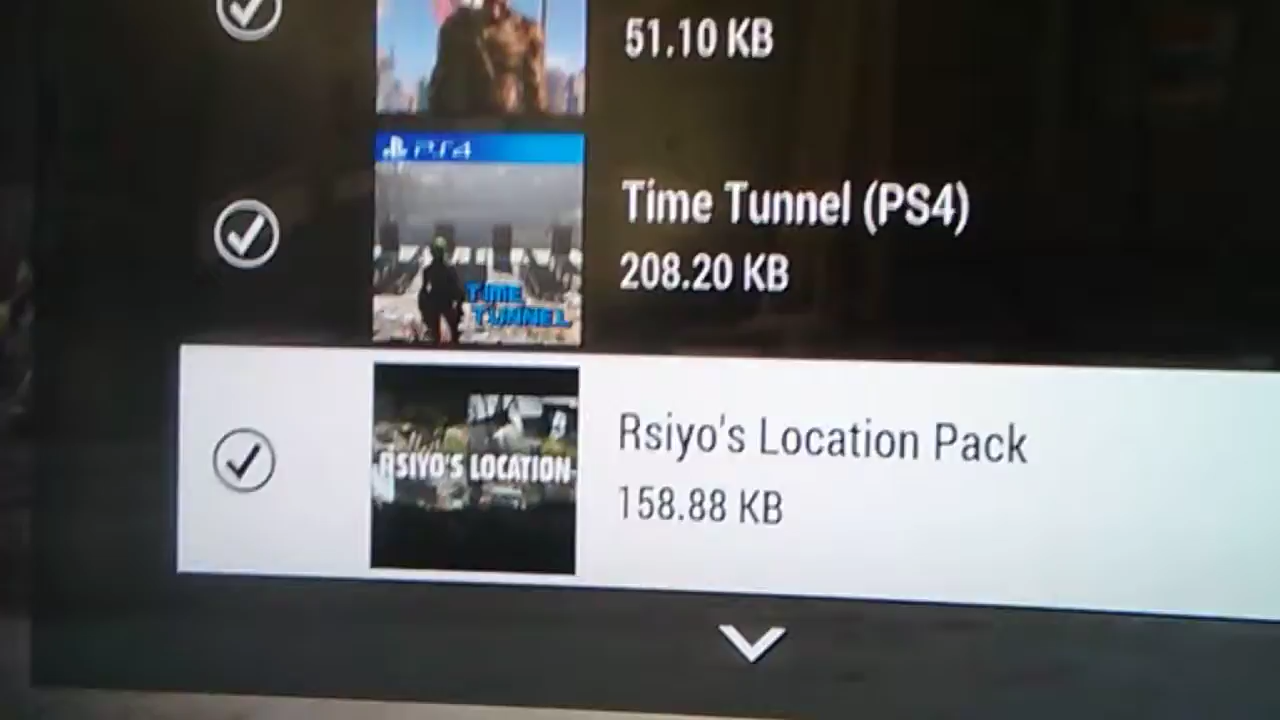 51.10 KB
PS4
Time Tunnel (PS4)
208.20 KB
TIME
TUNNEL
Rsiyo's Location Pack
RSIYO'S LOCATION
158.88 KB